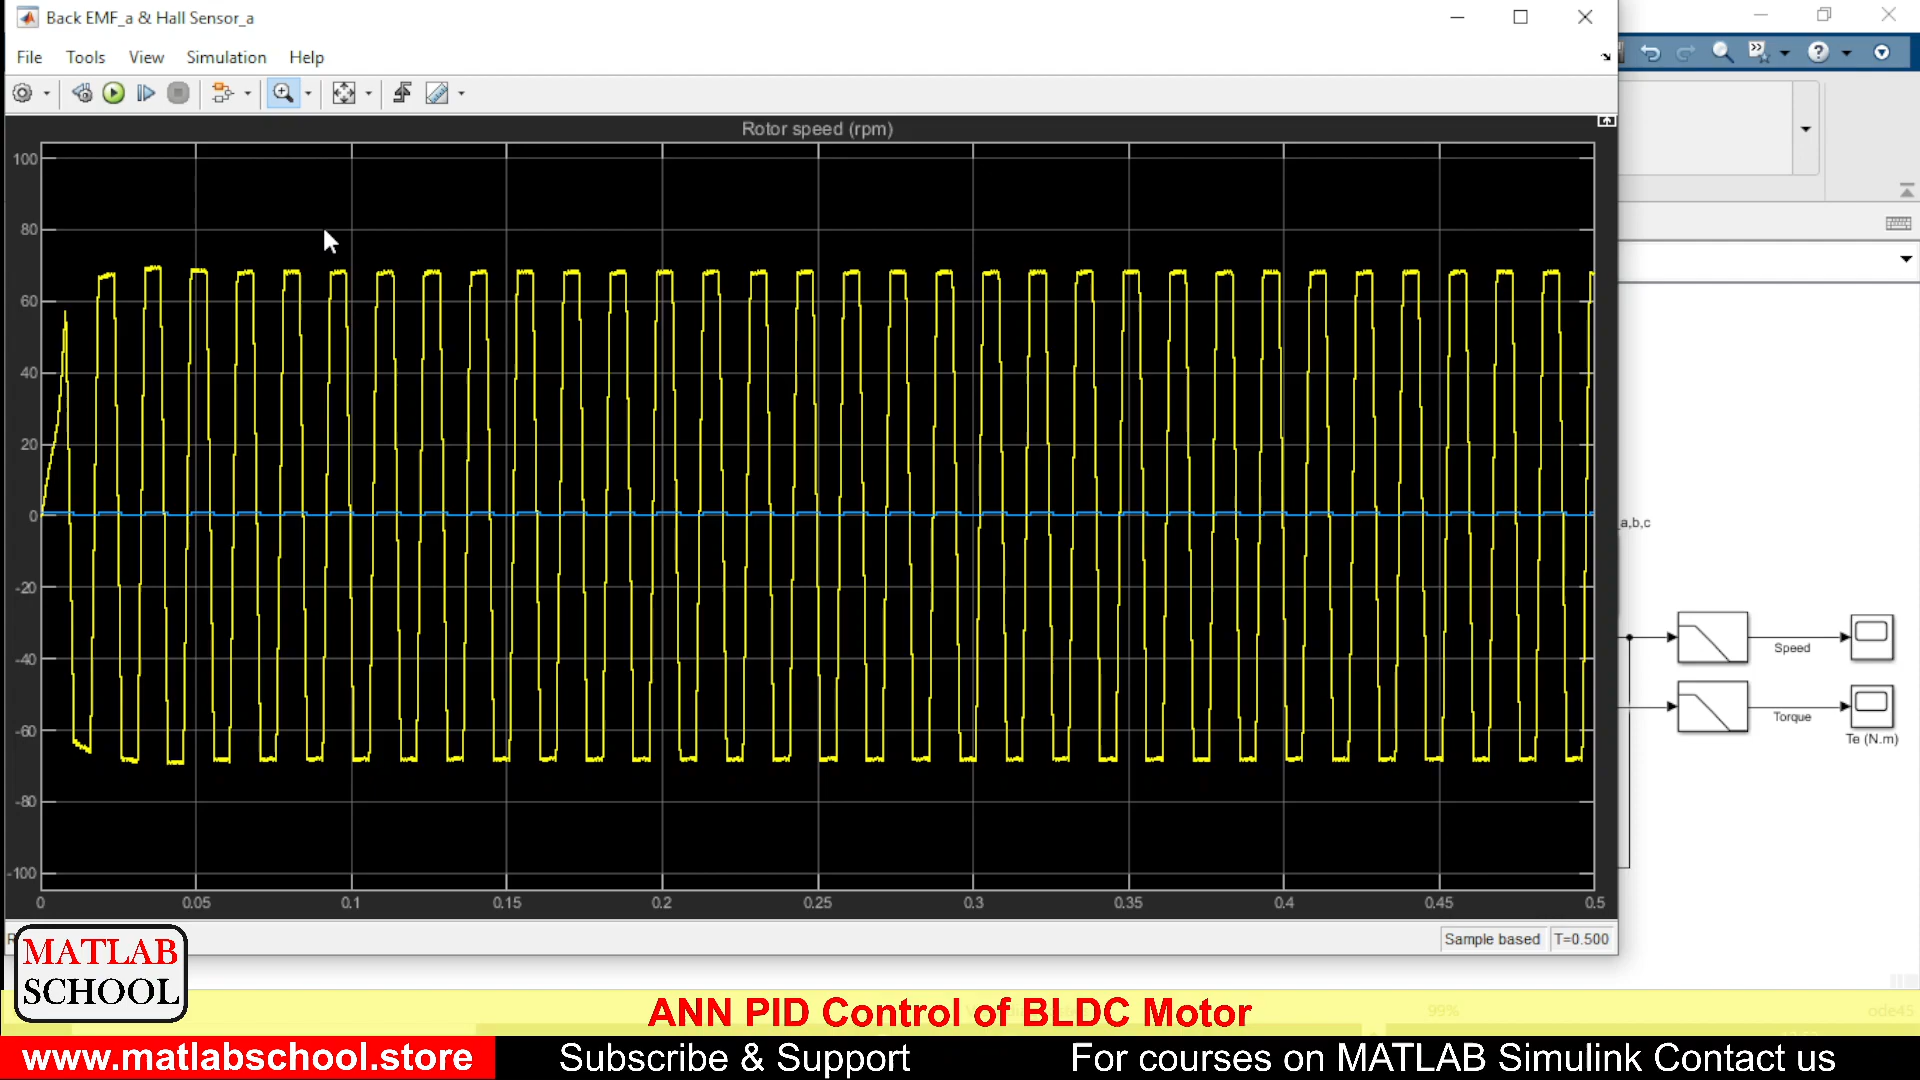 Back EMF_a & Hall Sensor_a
File Tools View Simulation Help
Rotor speed (rpm)
100
80
60
40
20
0
-20
-40
-60
-80
-100
0 0.05 0.1 0.15 0.2 0.25 0.3 0.35 0.4 0.45 0.5
Sample based T=0.500
_a,b,c
Speed
Torque
Te (N.m)
MATLAB
SCHOOL
ANN PID Control of BLDC Motor
99%
ode45
www.matlabschool.store Subscribe & Support For courses on MATLAB Simulink Contact us